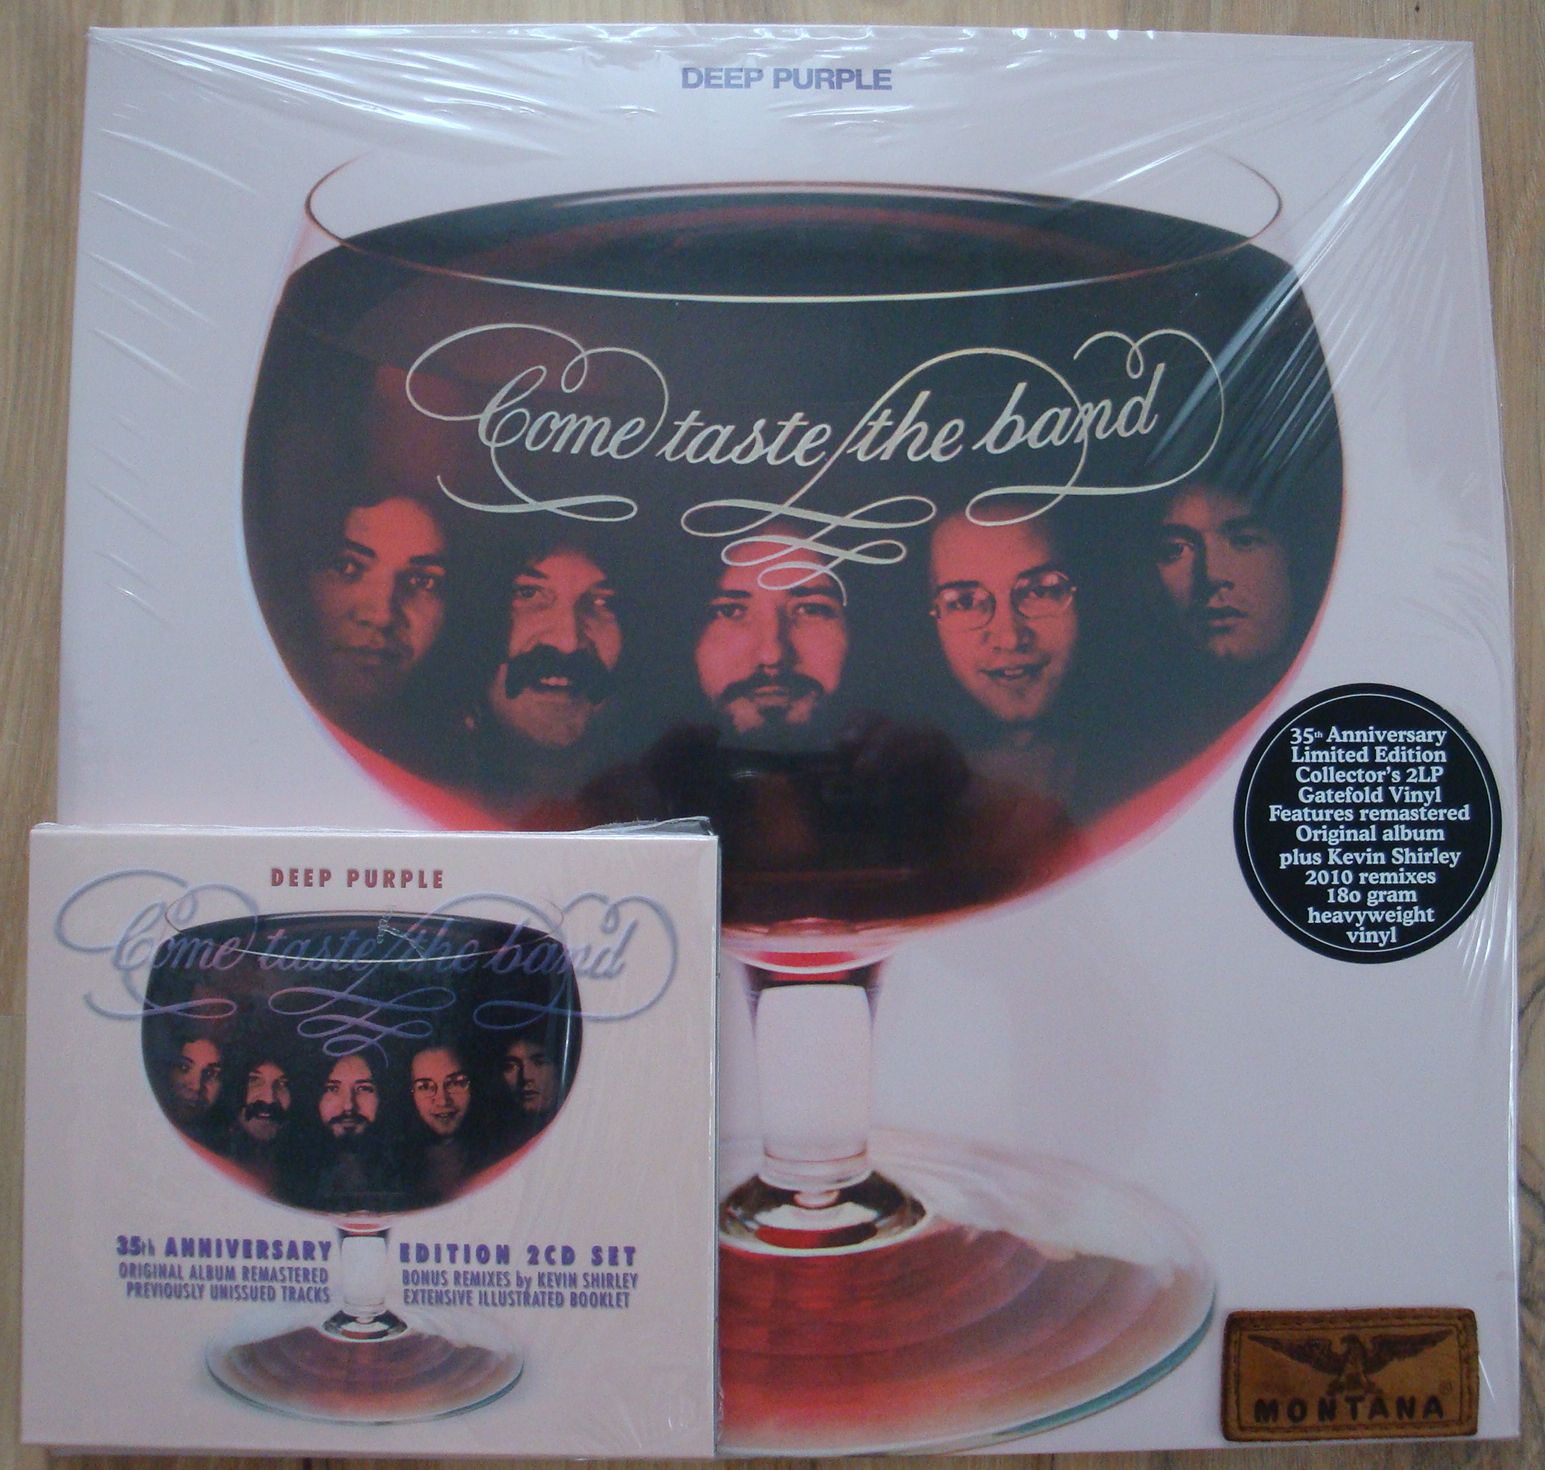 DEEP PURPLE
Come taste the band
35th Anniversary
Limited Edition
Collector's 2LP
Gatefold Vinyl
Features remastered
Original album
plus Kevin Shirley
2010 remixes
180 gram
heavyweight
vinyl
DEEP PURPLE
Come taste the band
35th ANNIVERSARY EDITION 2CD SET
ORIGINAL ALBUM REMASTERED BONUS REMIXES by KEVIN SHIRLEY
PREVIOUSLY UNISSUED TRACKS EXTENSIVE ILLUSTRATED BOOKLET
MONTANA®